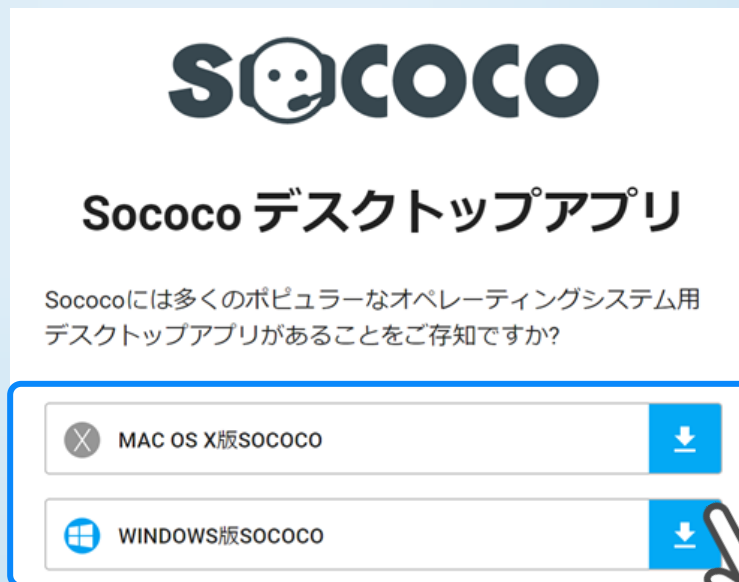 SOCOCO
Sococo デスクトップアプリ
Sococoには多くのポピュラーなオペレーティングシステム用
デスクトップアプリがあることをご存知ですか?
MAC OS X版SOCOCO
WINDOWS版SOCOCO